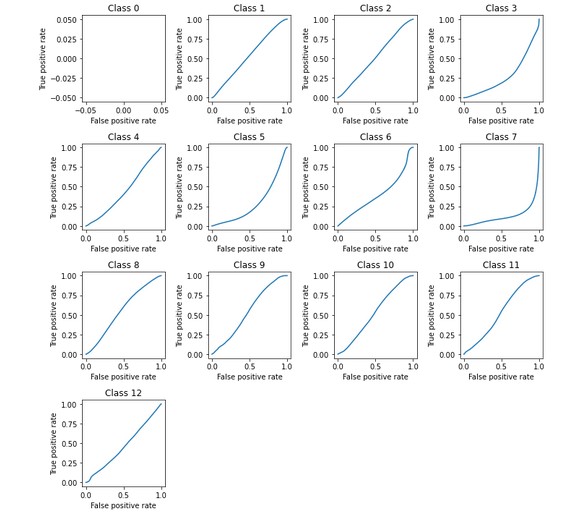 Class 0
Class 1
Class 2
Class 3
0.050
0.025
0.000
−0.025
−0.050
−0.05
0.00
0.05
True positive rate
False positive rate
1.00
0.75
0.50
0.25
0.00
0.0
0.5
1.0
True positive rate
False positive rate
1.00
0.75
0.50
0.25
0.00
0.0
0.5
1.0
True positive rate
False positive rate
1.00
0.75
0.50
0.25
0.00
0.0
0.5
1.0
True positive rate
False positive rate
Class 4
Class 5
Class 6
Class 7
1.00
0.75
0.50
0.25
0.00
0.0
0.5
1.0
True positive rate
False positive rate
1.00
0.75
0.50
0.25
0.00
0.0
0.5
1.0
True positive rate
False positive rate
1.00
0.75
0.50
0.25
0.00
0.0
0.5
1.0
True positive rate
False positive rate
1.00
0.75
0.50
0.25
0.00
0.0
0.5
1.0
True positive rate
False positive rate
Class 8
Class 9
Class 10
Class 11
1.00
0.75
0.50
0.25
0.00
0.0
0.5
1.0
True positive rate
False positive rate
1.00
0.75
0.50
0.25
0.00
0.0
0.5
1.0
True positive rate
False positive rate
1.00
0.75
0.50
0.25
0.00
0.0
0.5
1.0
True positive rate
False positive rate
1.00
0.75
0.50
0.25
0.00
0.0
0.5
1.0
True positive rate
False positive rate
Class 12
1.00
0.75
0.50
0.25
0.00
0.0
0.5
1.0
True positive rate
False positive rate